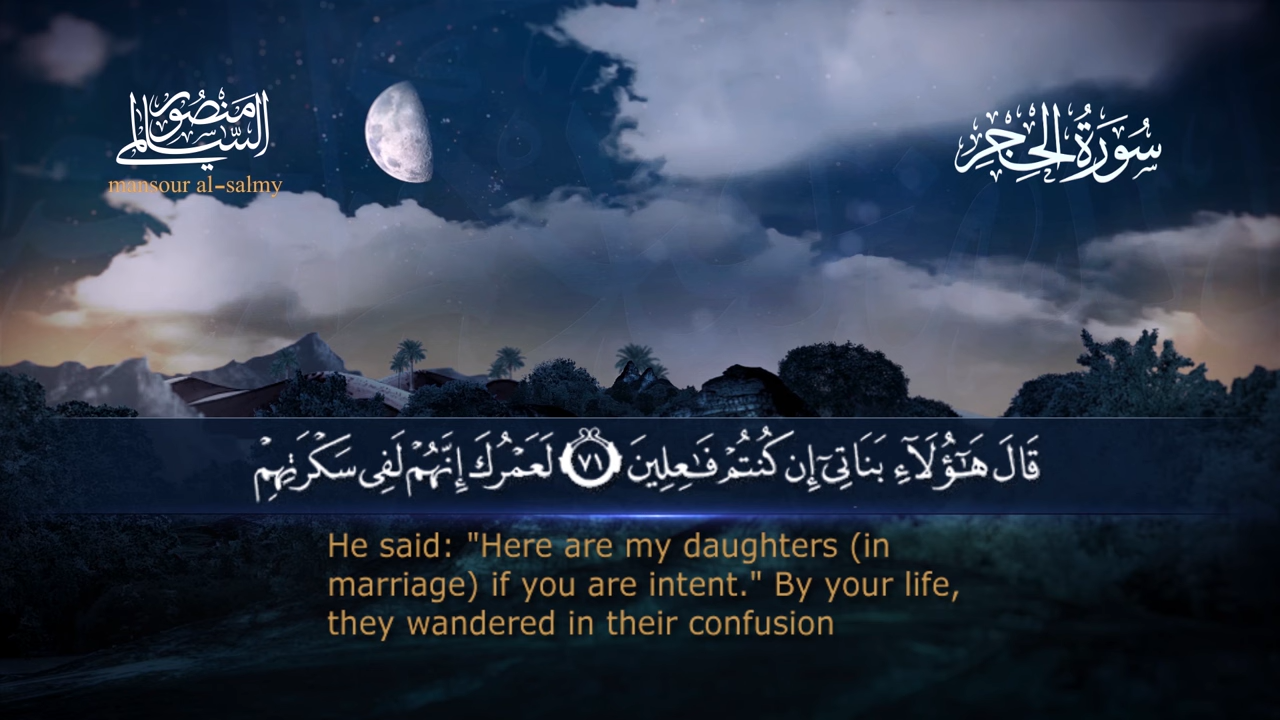 منصور السالمي
mansour al-salmy
سُورَةُ الحِجرِ
قَالَ هَـٰٓؤُلَآءِ بَنَاتِىٓ إِن كُنتُمْ فَـٰعِلِينَ ٧١ لَعَمْرُكَ إِنَّهُمْ لَفِى سَكْرَتِهِمْ
He said: "Here are my daughters (in
marriage) if you are intent." By your life,
they wandered in their confusion